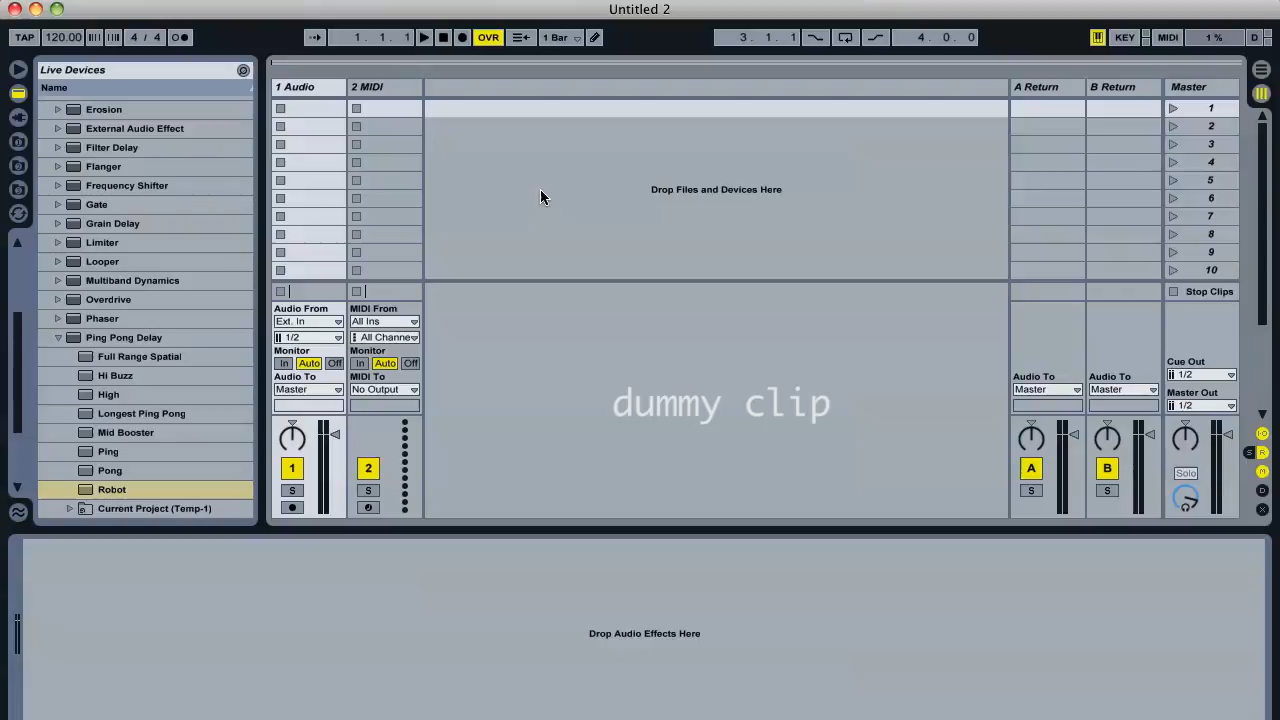 Untitled 2
TAP 120.00 4 / 4 1. 1. 1 OVR 1 Bar 3. 1. 1 4. 0. 0 KEY MIDI 1 % D
Live Devices
Name
Erosion
External Audio Effect
Filter Delay
Flanger
Frequency Shifter
Gate
Grain Delay
Limiter
Looper
Multiband Dynamics
Overdrive
Phaser
Ping Pong Delay
Full Range Spatial
Hi Buzz
High
Longest Ping Pong
Mid Booster
Ping
Pong
Robot
Current Project (Temp-1)
1 Audio 2 MIDI A Return B Return Master
1
2
3
4
5
6
7
8
9
10
Drop Files and Devices Here
Stop Clips
Audio From MIDI From
Ext. In All Ins
1/2 All Channe
Monitor Monitor
In Auto Off In Auto Off
Audio To MIDI To Audio To Audio To
Master No Output Master Master
Cue Out
1/2
Master Out
1/2
dummy clip
1 2 A B Solo
S S S S
S R
M
D
X
Drop Audio Effects Here